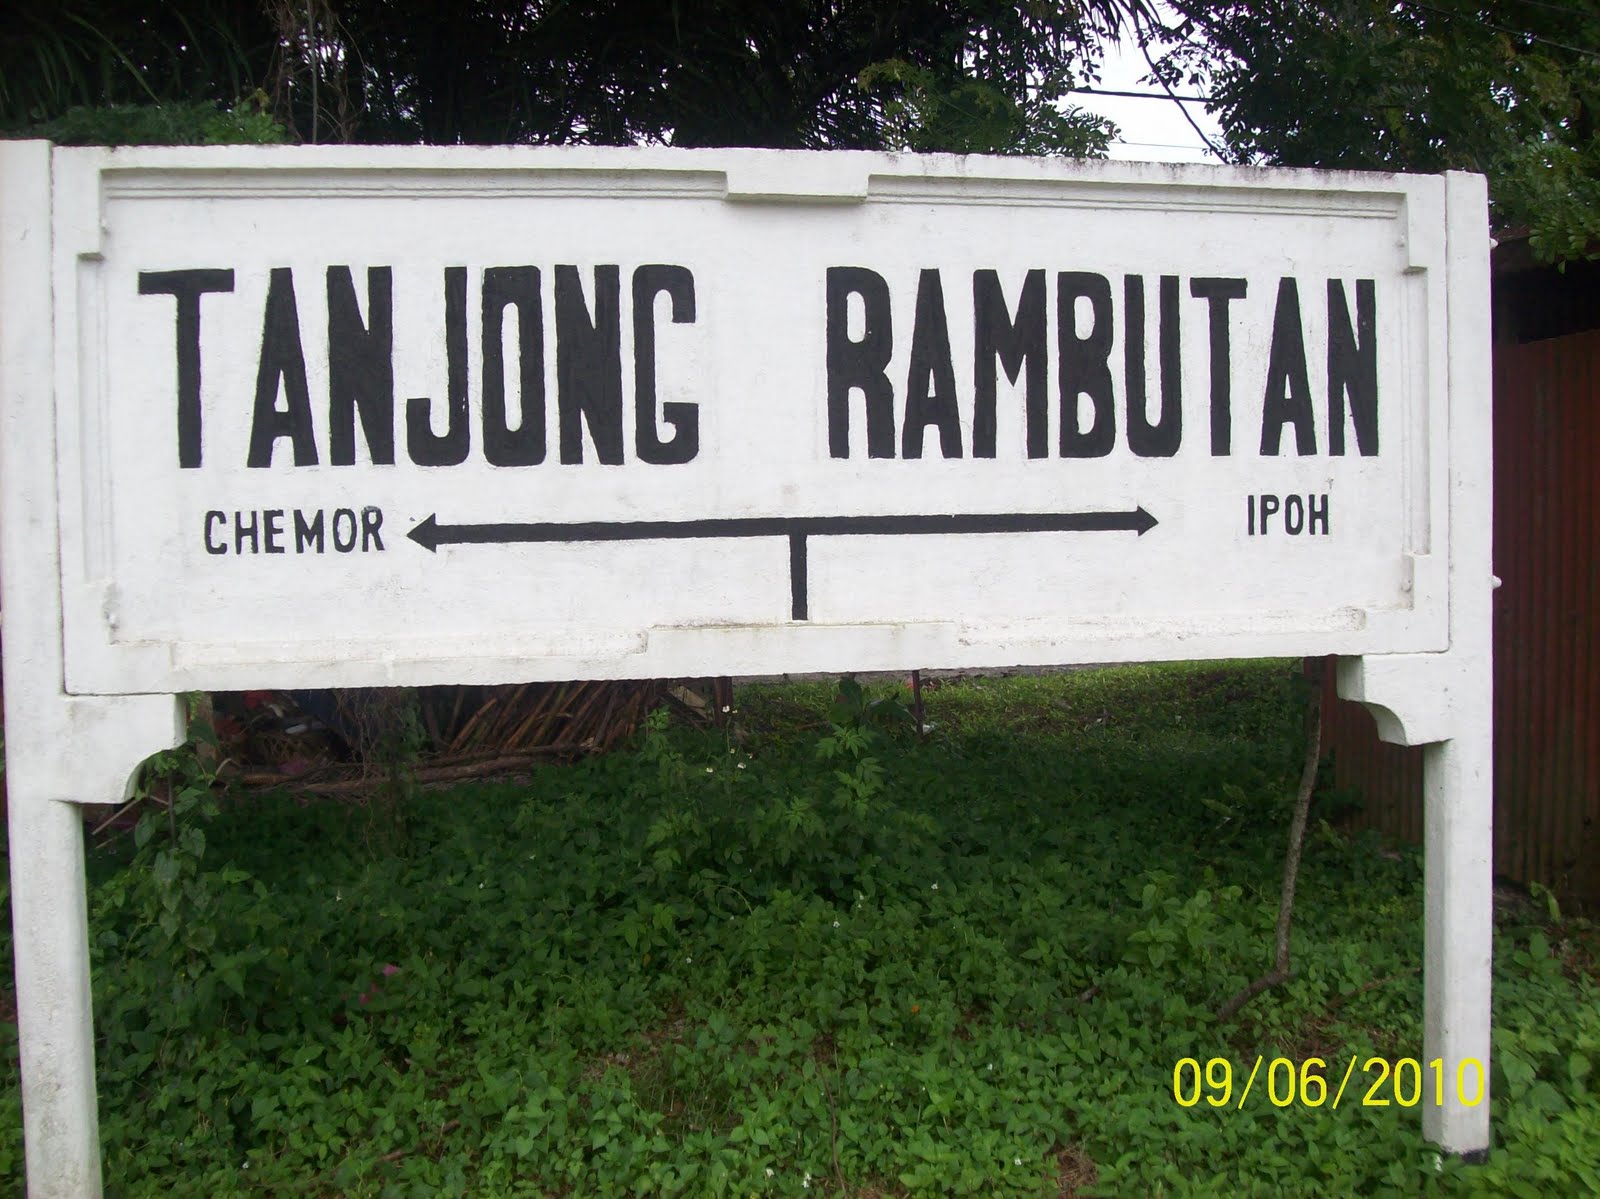 TANJONG RAMBUTAN
CHEMOR IPOH
09/06/2010